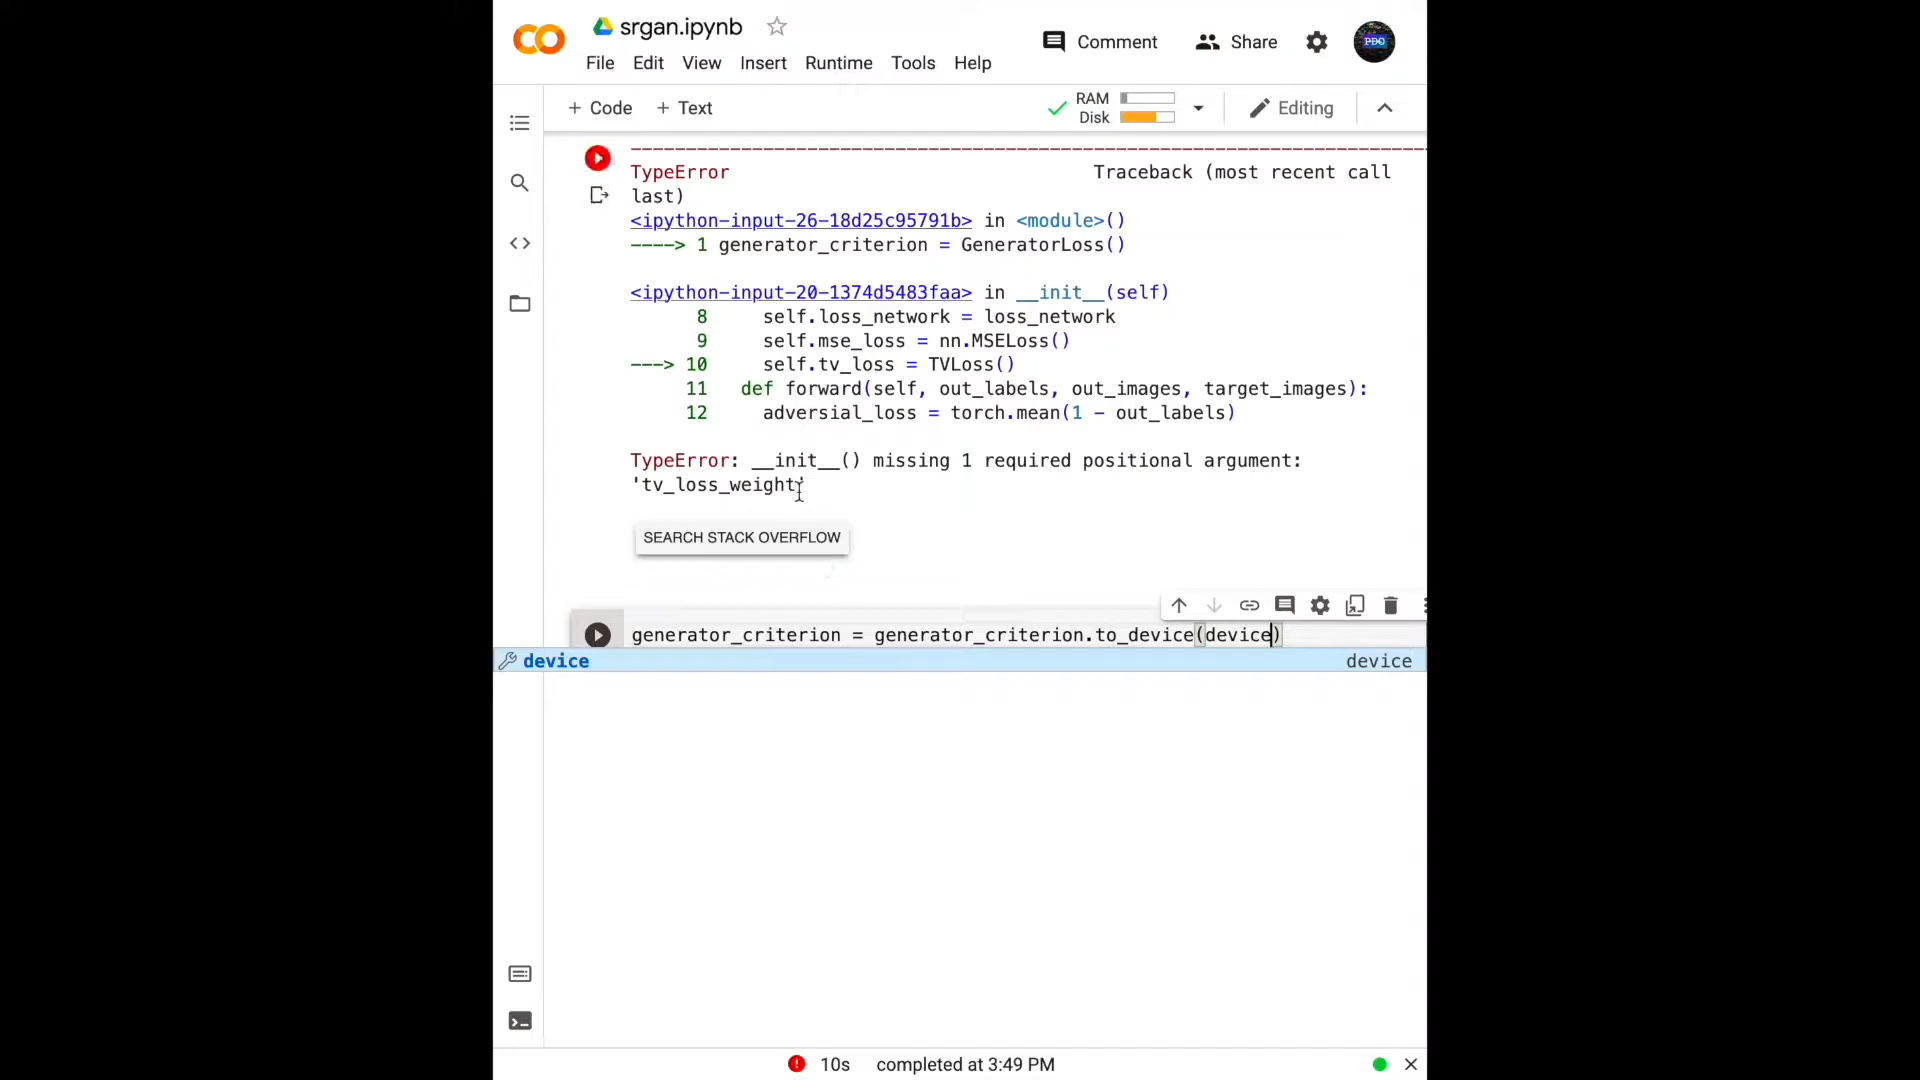 srgan.ipynb
Comment
Share
PDO
File Edit View Insert Runtime Tools Help
+ Code + Text
RAM
Disk
Editing
TypeError Traceback (most recent call
last)
<ipython-input-26-18d25c95791b> in <module>()
----> 1 generator_criterion = GeneratorLoss()
<ipython-input-20-1374d5483faa> in __init__(self)
8 self.loss_network = loss_network
9 self.mse_loss = nn.MSELoss()
---> 10 self.tv_loss = TVLoss()
11 def forward(self, out_labels, out_images, target_images):
12 adversial_loss = torch.mean(1 - out_labels)
TypeError: __init__() missing 1 required positional argument:
'tv_loss_weight'
SEARCH STACK OVERFLOW
generator_criterion = generator_criterion.to_device(device)
device device
10s completed at 3:49 PM